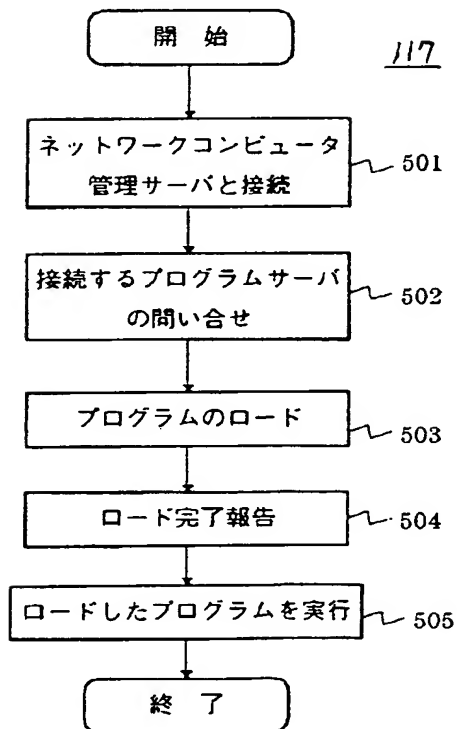 開 始
117
ネットワークコンピュータ
管理サーバと接続
501
接続するプログラムサーバ
の問い合せ
502
プログラムのロード
503
ロード完了報告
504
ロードしたプログラムを実行
505
終 了